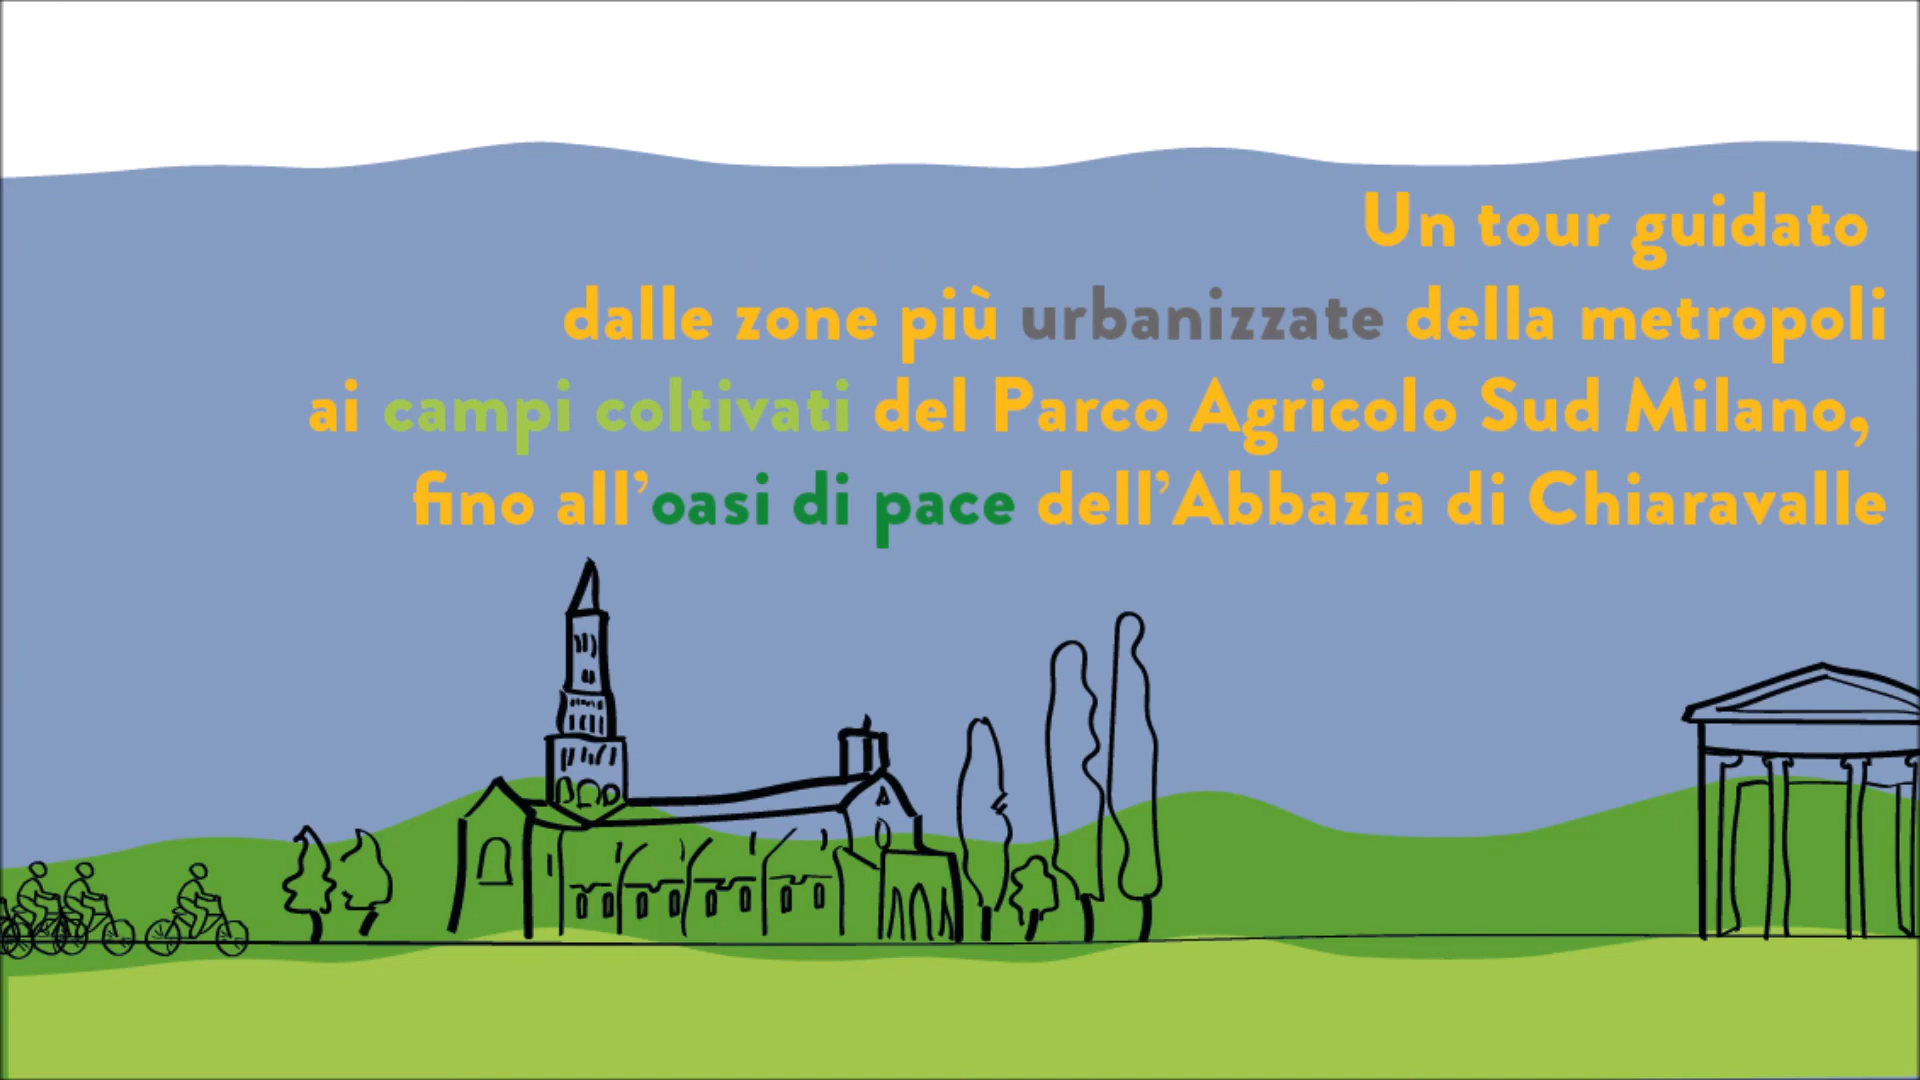 Un tour guidato
dalle zone più urbanizzate della metropoli
ai campi coltivati del Parco Agricolo Sud Milano,
fino all’oasi di pace dell’Abbazia di Chiaravalle